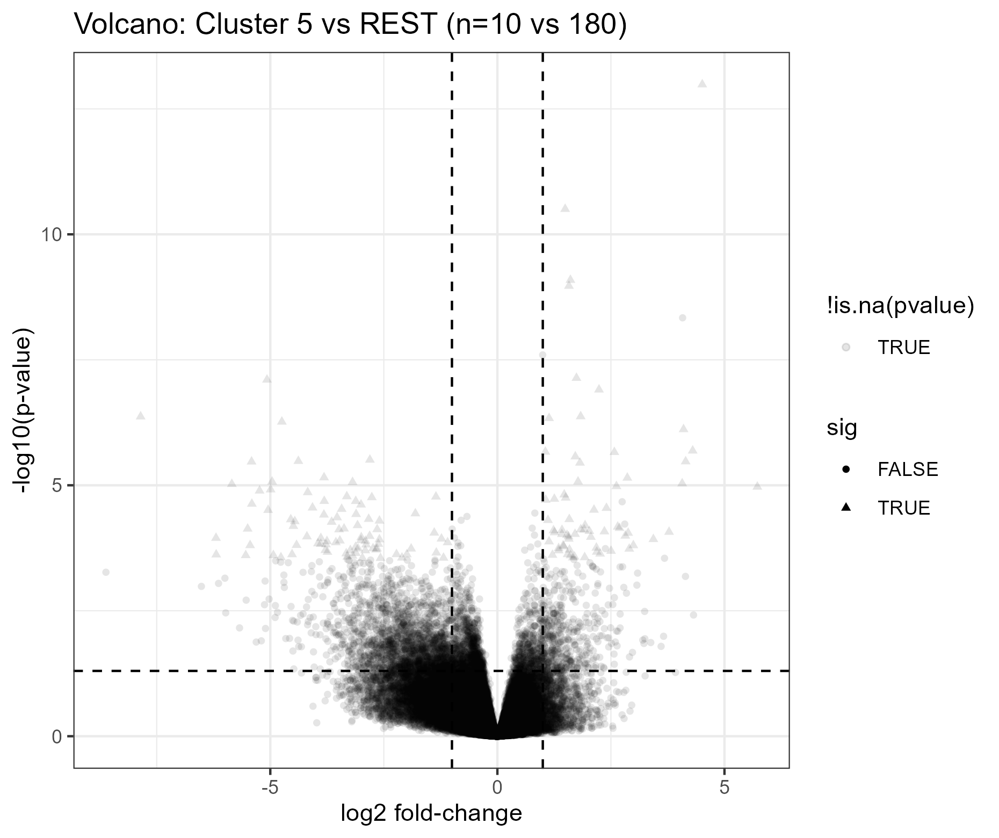 Volcano: Cluster 5 vs REST (n=10 vs 180)
-log10(p-value)
10
5
0
-5
0
5
log2 fold-change
!is.na(pvalue)
TRUE
sig
FALSE
TRUE